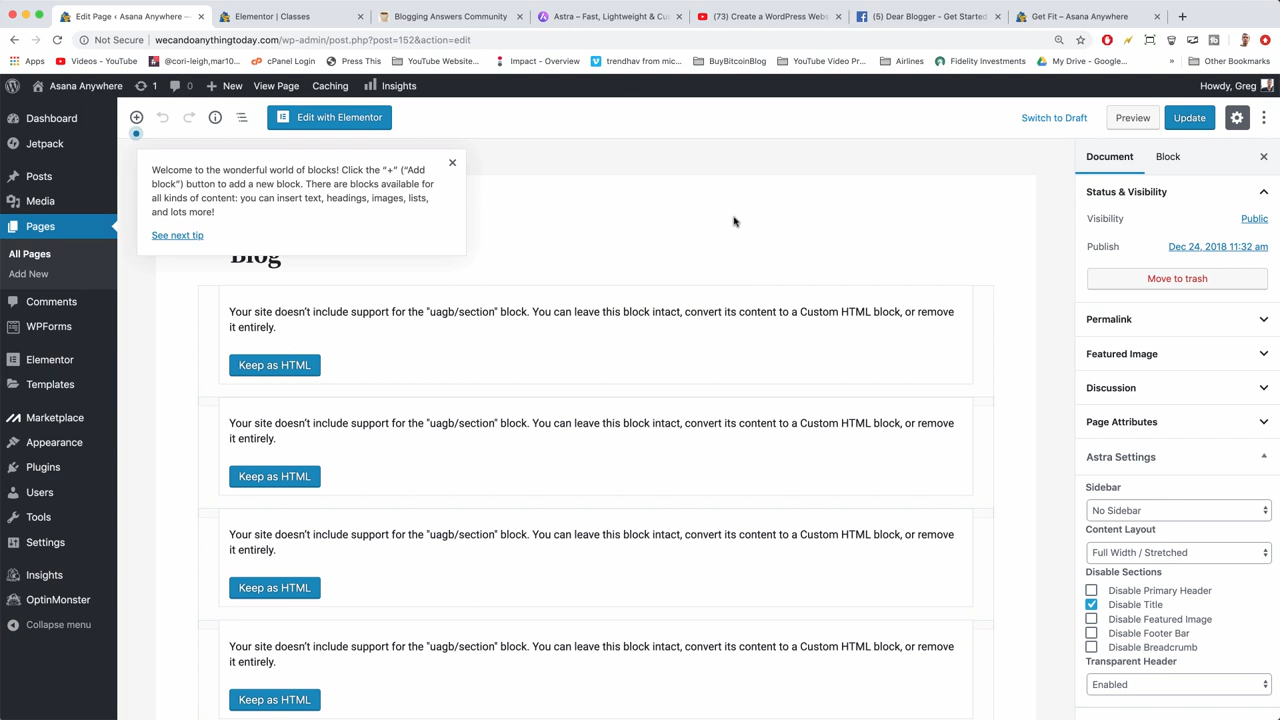 Edit Page ‹ Asana Anywhere —
Elementor | Classes
Blogging Answers Community
Astra – Fast, Lightweight & Cu
(73) Create a WordPress Webs
(5) Dear Blogger - Get Started
Get Fit – Asana Anywhere
Not Secure
wecandoanythingtoday.com/wp-admin/post.php?post=152&action=edit
Apps
Videos - YouTube
@cori-leigh,mar10...
cPanel Login
Press This
YouTube Website...
Impact - Overview
trendhav from mic...
BuyBitcoinBlog
YouTube Video Pr...
Airlines
Fidelity Investments
My Drive - Google...
»
Other Bookmarks
Asana Anywhere
1
0
New
View Page
Caching
Insights
Howdy, Greg
Dashboard
Jetpack
Posts
Media
Pages
All Pages
Add New
Comments
WPForms
Elementor
Templates
Marketplace
Appearance
Plugins
Users
Tools
Settings
Insights
OptinMonster
Collapse menu
Edit with Elementor
Switch to Draft
Preview
Update
Welcome to the wonderful world of blocks! Click the “+” (“Add
block”) button to add a new block. There are blocks available for
all kinds of content: you can insert text, headings, images, lists,
and lots more!
See next tip
Blog
Your site doesn’t include support for the "uagb/section" block. You can leave this block intact, convert its content to a Custom HTML block, or remove
it entirely.
Keep as HTML
Your site doesn’t include support for the "uagb/section" block. You can leave this block intact, convert its content to a Custom HTML block, or remove
it entirely.
Keep as HTML
Your site doesn’t include support for the "uagb/section" block. You can leave this block intact, convert its content to a Custom HTML block, or remove
it entirely.
Keep as HTML
Your site doesn’t include support for the "uagb/section" block. You can leave this block intact, convert its content to a Custom HTML block, or remove
it entirely.
Keep as HTML
Document
Block
Status & Visibility
Visibility
Public
Publish
Dec 24, 2018 11:32 am
Move to trash
Permalink
Featured Image
Discussion
Page Attributes
Astra Settings
Sidebar
No Sidebar
Content Layout
Full Width / Stretched
Disable Sections
Disable Primary Header
Disable Title
Disable Featured Image
Disable Footer Bar
Disable Breadcrumb
Transparent Header
Enabled